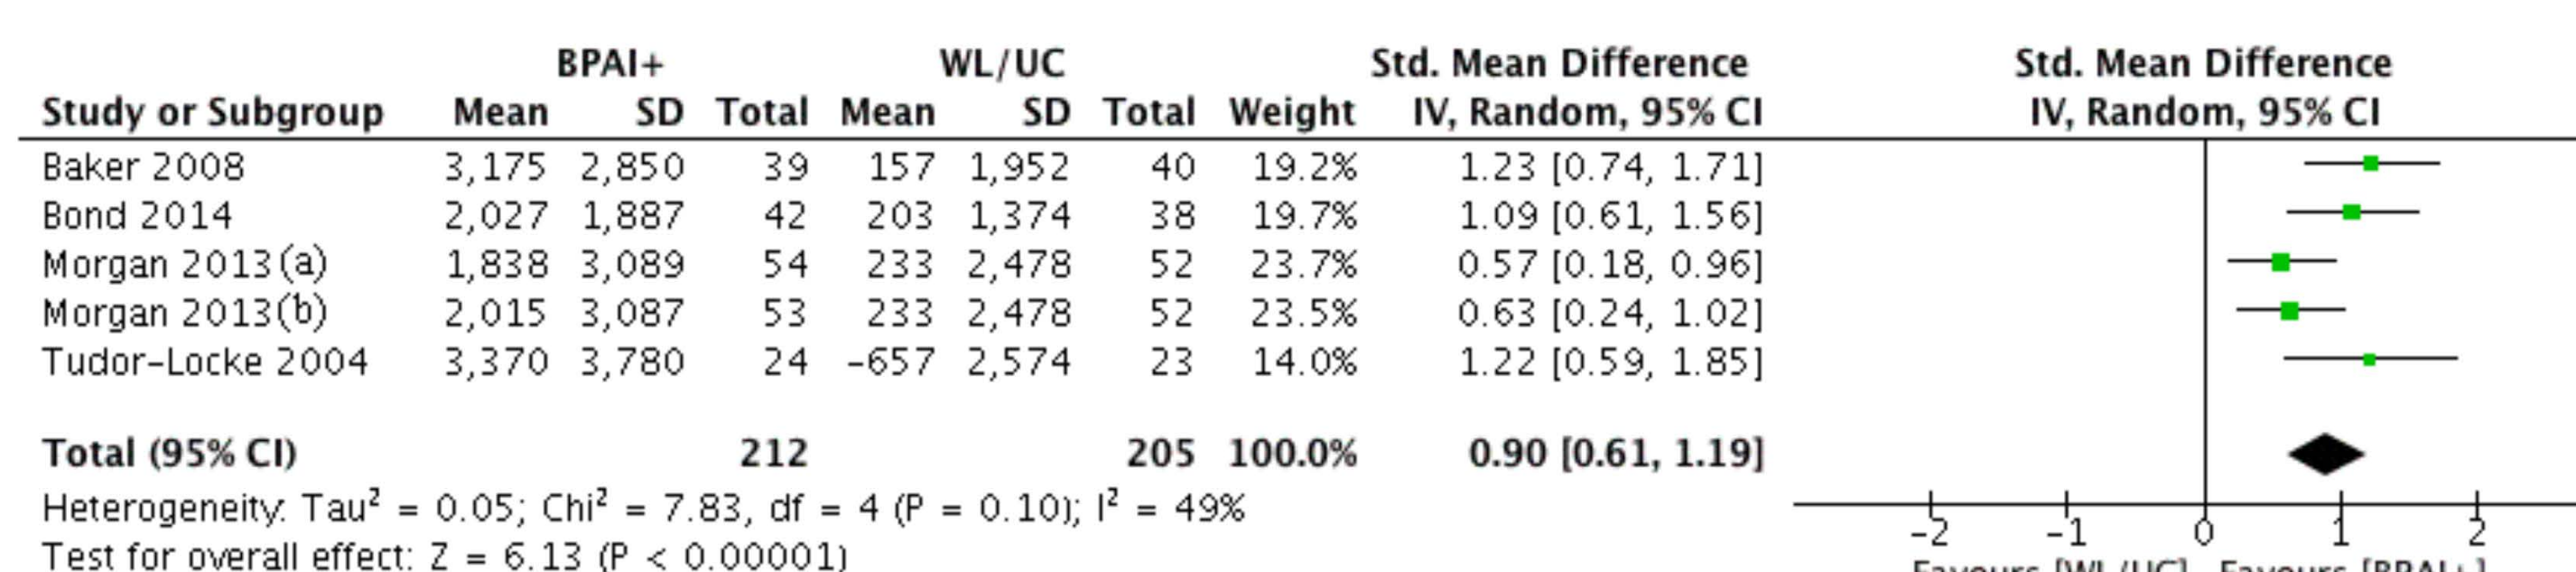 BPAI+ WL/UC Std. Mean Difference Std. Mean Difference
Study or Subgroup Mean SD Total Mean SD Total Weight IV, Random, 95% CI IV, Random, 95% CI
Baker 2008 3,175 2,850 39 157 1,952 40 19.2% 1.23 [0.74, 1.71]
Bond 2014 2,027 1,887 42 203 1,374 38 19.7% 1.09 [0.61, 1.56]
Morgan 2013(a) 1,838 3,089 54 233 2,478 52 23.7% 0.57 [0.18, 0.96]
Morgan 2013(b) 2,015 3,087 53 233 2,478 52 23.5% 0.63 [0.24, 1.02]
Tudor-Locke 2004 3,370 3,780 24 -657 2,574 23 14.0% 1.22 [0.59, 1.85]
Total (95% CI) 212 205 100.0% 0.90 [0.61, 1.19]
Heterogeneity: Tau² = 0.05; Chi² = 7.83, df = 4 (P = 0.10); I² = 49%
Test for overall effect: Z = 6.13 (P < 0.00001)
-2 -1 0 1 2
Favours [WL/UC] Favours [BPAI+]